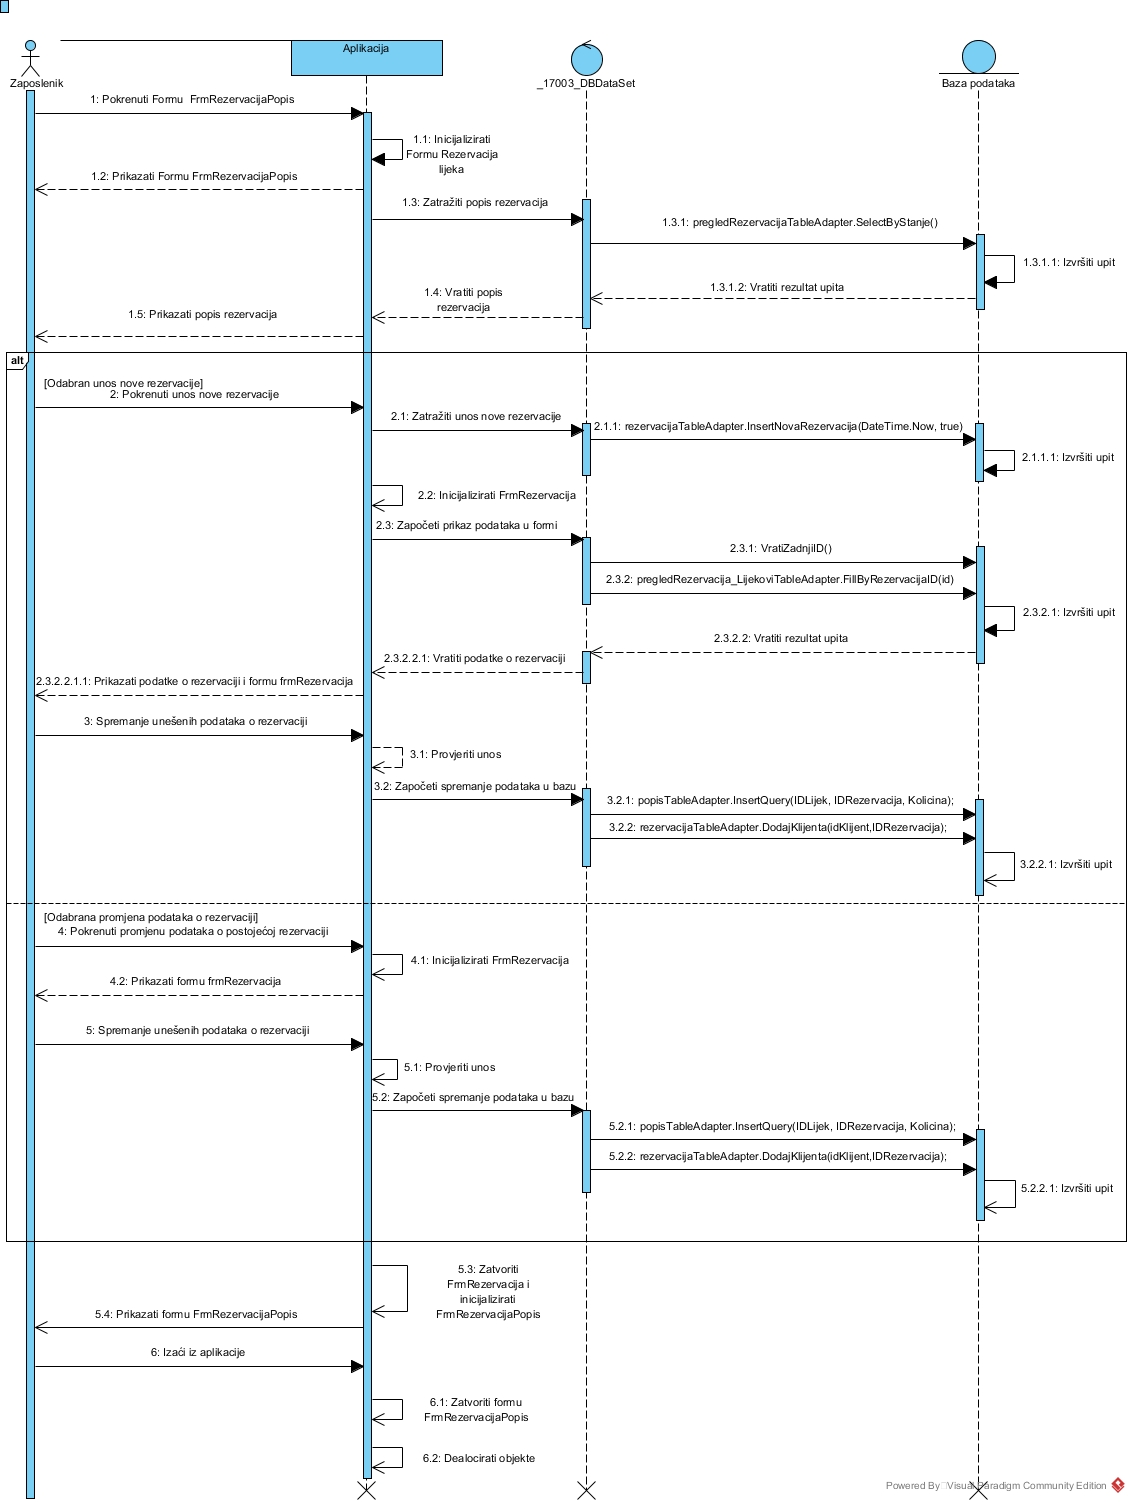 Aplikacija
Zaposlenik
_17003_DBDataSet
Baza podataka
1: Pokrenuti Formu  FrmRezervacijaPopis
1.1: Inicijalizirati
Formu Rezervacija
lijeka
1.2: Prikazati Formu FrmRezervacijaPopis
1.3: Zatražiti popis rezervacija
1.3.1: pregledRezervacijaTableAdapter.SelectByStanje()
1.3.1.1: Izvršiti upit
1.3.1.2: Vratiti rezultat upita
1.4: Vratiti popis
rezervacija
1.5: Prikazati popis rezervacija
alt
[Odabran unos nove rezervacije]
2: Pokrenuti unos nove rezervacije
2.1: Zatražiti unos nove rezervacije
2.1.1: rezervacijaTableAdapter.InsertNovaRezervacija(DateTime.Now, true)
2.1.1.1: Izvršiti upit
2.2: Inicijalizirati FrmRezervacija
2.3: Započeti prikaz podataka u formi
2.3.1: VratiZadnjiID()
2.3.2: pregledRezervacija_LijekoviTableAdapter.FillByRezervacijaID(id)
2.3.2.1: Izvršiti upit
2.3.2.2: Vratiti rezultat upita
2.3.2.2.1: Vratiti podatke o rezervaciji
2.3.2.2.1.1: Prikazati podatke o rezervaciji i formu frmRezervacija
3: Spremanje unešenih podataka o rezervaciji
3.1: Provjeriti unos
3.2: Započeti spremanje podataka u bazu
3.2.1: popisTableAdapter.InsertQuery(IDLijek, IDRezervacija, Kolicina);
3.2.2: rezervacijaTableAdapter.DodajKlijenta(idKlijent,IDRezervacija);
3.2.2.1: Izvršiti upit
[Odabrana promjena podataka o rezervaciji]
4: Pokrenuti promjenu podataka o postojećoj rezervaciji
4.1: Inicijalizirati FrmRezervacija
4.2: Prikazati formu frmRezervacija
5: Spremanje unešenih podataka o rezervaciji
5.1: Provjeriti unos
5.2: Započeti spremanje podataka u bazu
5.2.1: popisTableAdapter.InsertQuery(IDLijek, IDRezervacija, Kolicina);
5.2.2: rezervacijaTableAdapter.DodajKlijenta(idKlijent,IDRezervacija);
5.2.2.1: Izvršiti upit
5.3: Zatvoriti
FrmRezervacija i
inicijalizirati
FrmRezervacijaPopis
5.4: Prikazati formu FrmRezervacijaPopis
6: Izaći iz aplikacije
6.1: Zatvoriti formu
FrmRezervacijaPopis
6.2: Dealocirati objekte
Powered By Visual Paradigm Community Edition